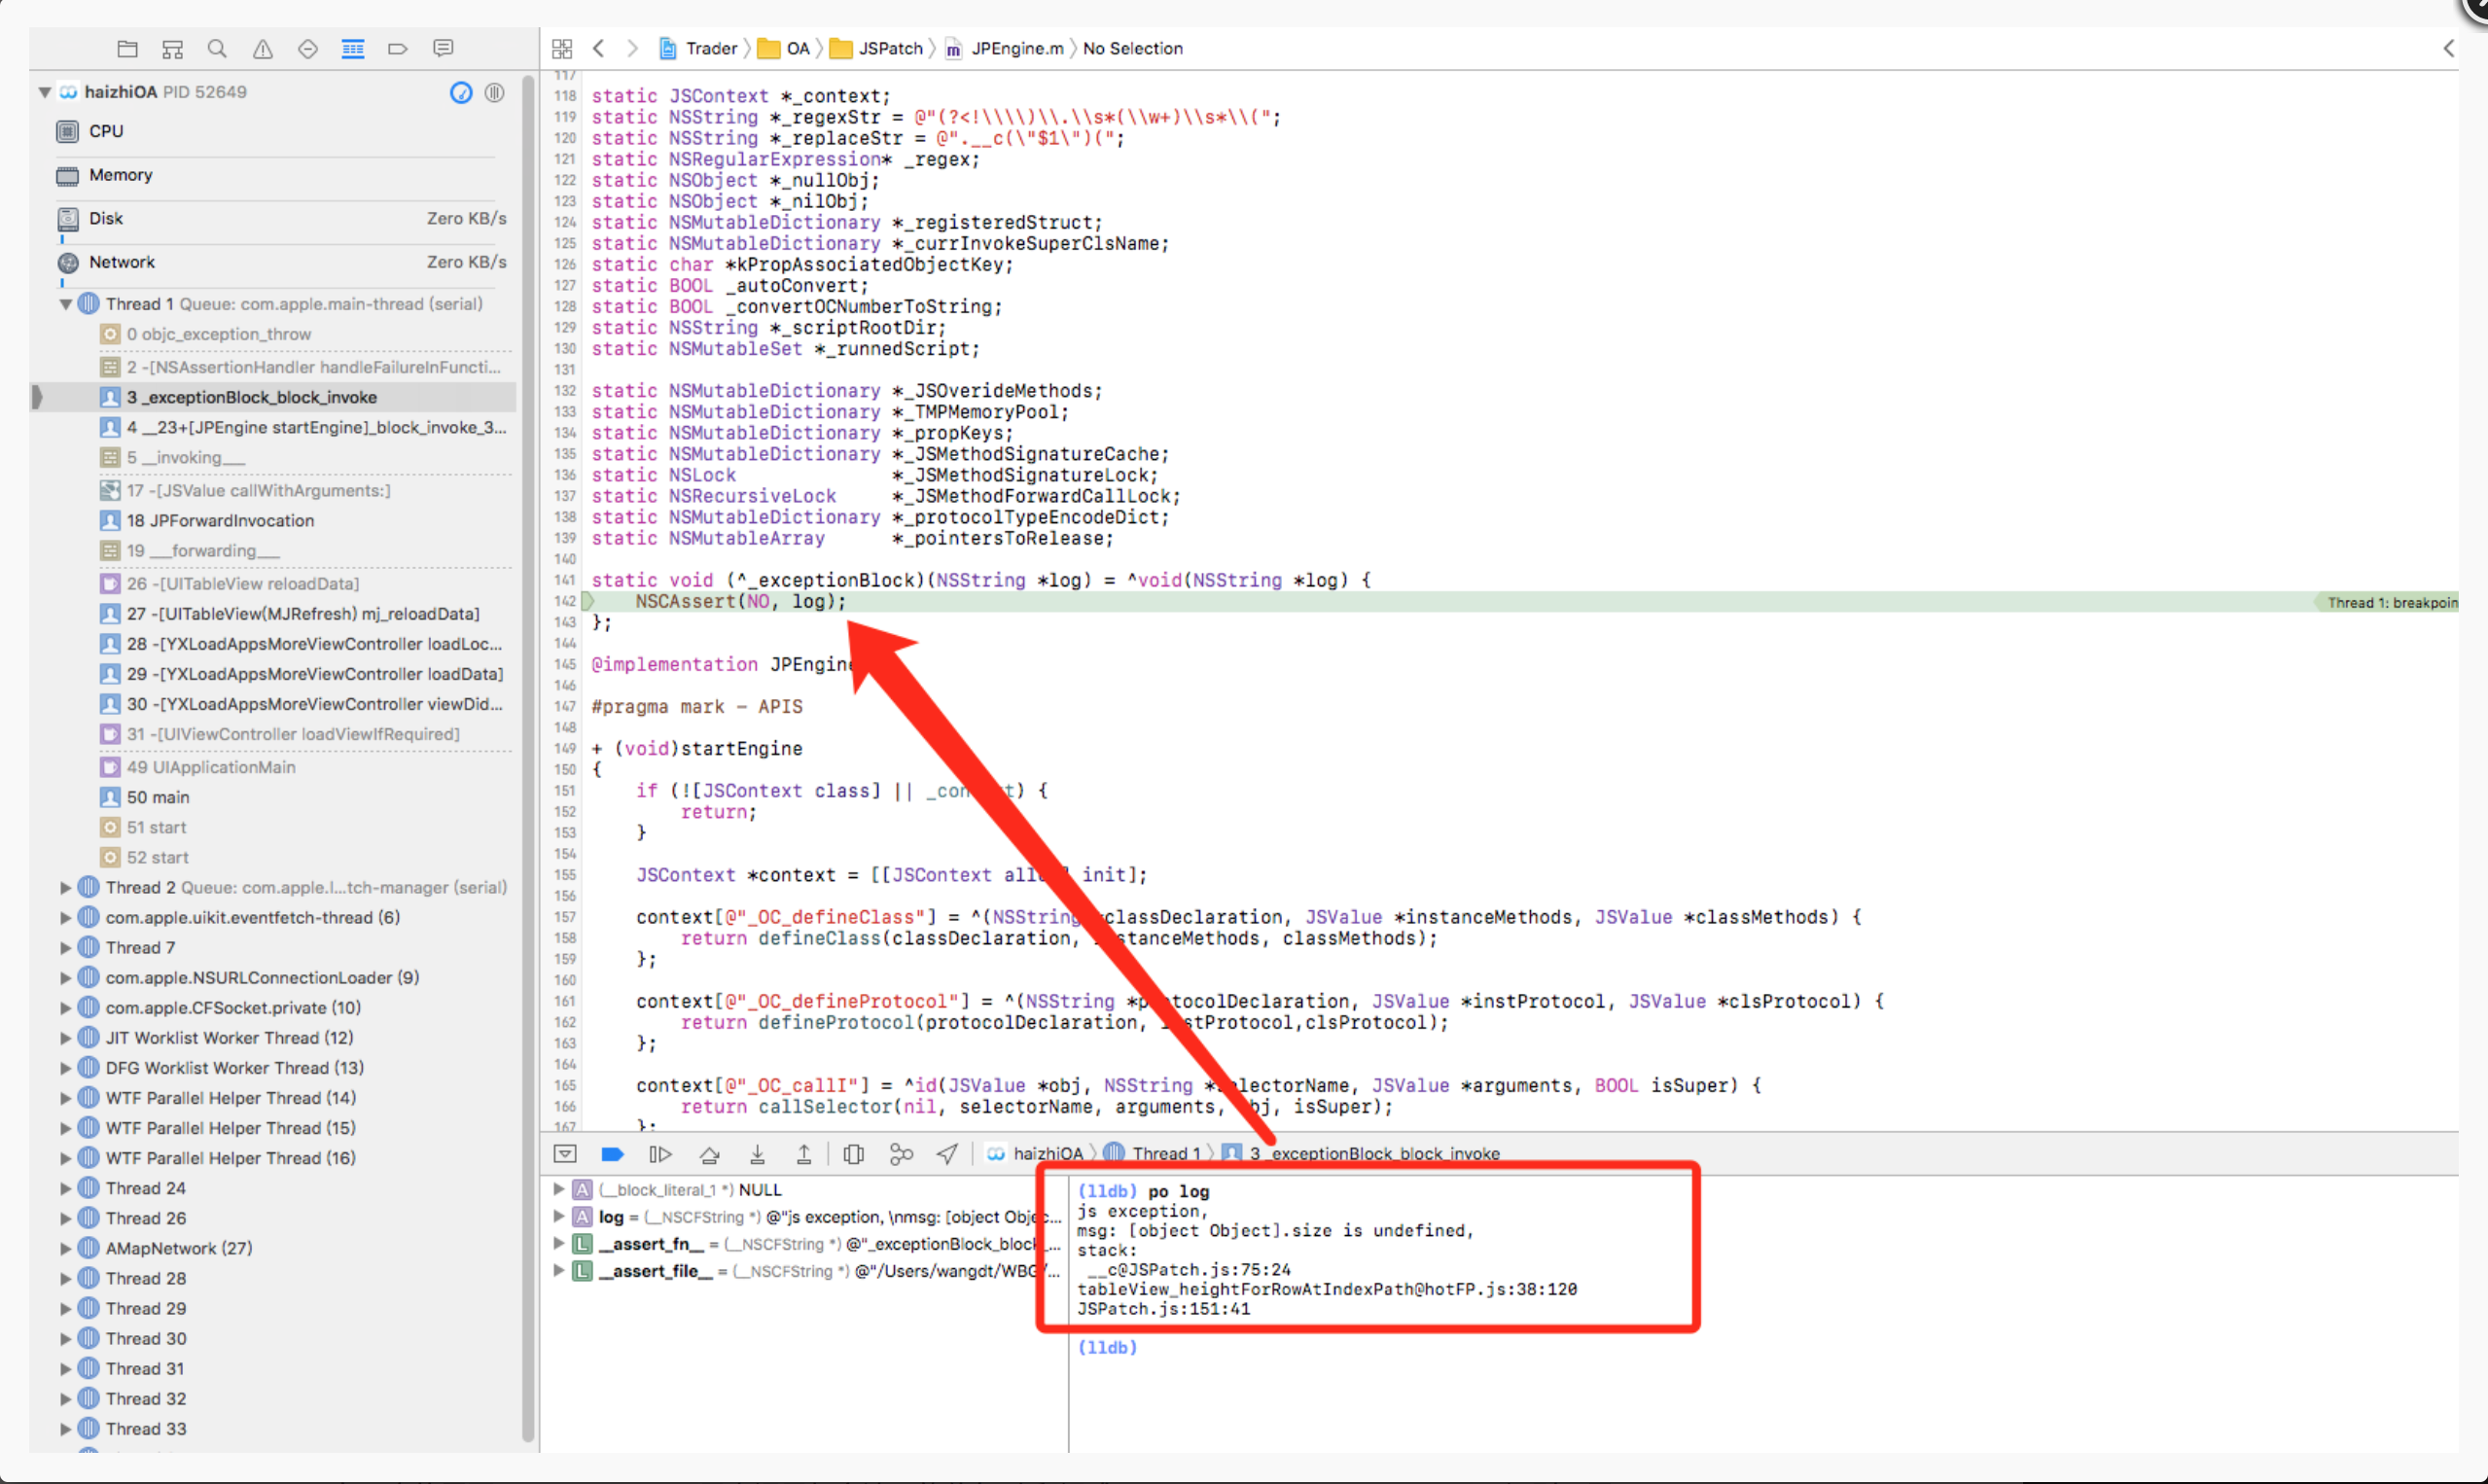 haizhiOA PID 52649
CPU
Memory
Disk Zero KB/s
Network Zero KB/s
Thread 1 Queue: com.apple.main-thread (serial)
0 objc_exception_throw
2 -[NSAssertionHandler handleFailureInFuncti...
3 _exceptionBlock_block_invoke
4 __23+[JPEngine startEngine]_block_invoke_3...
5 __invoking___
17 -[JSValue callWithArguments:]
18 JPForwardInvocation
19 ___forwarding___
26 -[UITableView reloadData]
27 -[UITableView(MJRefresh) mj_reloadData]
28 -[YXLoadAppsMoreViewController loadLoc...
29 -[YXLoadAppsMoreViewController loadData]
30 -[YXLoadAppsMoreViewController viewDid...
31 -[UIViewController loadViewIfRequired]
49 UIApplicationMain
50 main
51 start
52 start
Thread 2 Queue: com.apple.l...tch-manager (serial)
com.apple.uikit.eventfetch-thread (6)
Thread 7
com.apple.NSURLConnectionLoader (9)
com.apple.CFSocket.private (10)
JIT Worklist Worker Thread (12)
DFG Worklist Worker Thread (13)
WTF Parallel Helper Thread (14)
WTF Parallel Helper Thread (15)
WTF Parallel Helper Thread (16)
Thread 24
Thread 26
AMapNetwork (27)
Thread 28
Thread 29
Thread 30
Thread 31
Thread 32
Thread 33
Trader OA JSPatch m JPEngine.m No Selection
117
118 static JSContext *_context;
119 static NSString *_regexStr = @"(?<!\\\\)\\.\\s*(\\w+)\\s*\\(";
120 static NSString *_replaceStr = @".__c(\"$1\")(";
121 static NSRegularExpression* _regex;
122 static NSObject *_nullObj;
123 static NSObject *_nilObj;
124 static NSMutableDictionary *_registeredStruct;
125 static NSMutableDictionary *_currInvokeSuperClsName;
126 static char *kPropAssociatedObjectKey;
127 static BOOL _autoConvert;
128 static BOOL _convertOCNumberToString;
129 static NSString *_scriptRootDir;
130 static NSMutableSet *_runnedScript;
131
132 static NSMutableDictionary *_JSOverideMethods;
133 static NSMutableDictionary *_TMPMemoryPool;
134 static NSMutableDictionary *_propKeys;
135 static NSMutableDictionary *_JSMethodSignatureCache;
136 static NSLock *_JSMethodSignatureLock;
137 static NSRecursiveLock *_JSMethodForwardCallLock;
138 static NSMutableDictionary *_protocolTypeEncodeDict;
139 static NSMutableArray *_pointersToRelease;
140
141 static void (^_exceptionBlock)(NSString *log) = ^void(NSString *log) {
142 NSCAssert(NO, log); Thread 1: breakpoin
143 };
144
145 @implementation JPEngine
146
147 #pragma mark - APIS
148
149 + (void)startEngine
150 {
151 if (![JSContext class] || _con t) {
152 return;
153 }
154
155 JSContext *context = [[JSContext all init];
156
157 context[@"_OC_defineClass"] = ^(NSString classDeclaration, JSValue *instanceMethods, JSValue *classMethods) {
158 return defineClass(classDeclaration, stanceMethods, classMethods);
159 };
160
161 context[@"_OC_defineProtocol"] = ^(NSString *p tocolDeclaration, JSValue *instProtocol, JSValue *clsProtocol) {
162 return defineProtocol(protocolDeclaration, stProtocol,clsProtocol);
163 };
164
165 context[@"_OC_callI"] = ^id(JSValue *obj, NSString * lectorName, JSValue *arguments, BOOL isSuper) {
166 return callSelector(nil, selectorName, arguments, bj, isSuper);
167 };
haizhiOA Thread 1 3 _exceptionBlock_block_invoke
A (__block_literal_1 *) NULL
A log = (__NSCFString *) @"js exception, \nmsg: [object Objec...
L __assert_fn__ = (__NSCFString *) @"_exceptionBlock_block_...
L __assert_file__ = (__NSCFString *) @"/Users/wangdt/WBG/...
(lldb) po log
js exception,
msg: [object Object].size is undefined,
stack:
__c@JSPatch.js:75:24
tableView_heightForRowAtIndexPath@hotFP.js:38:120
JSPatch.js:151:41
(lldb)